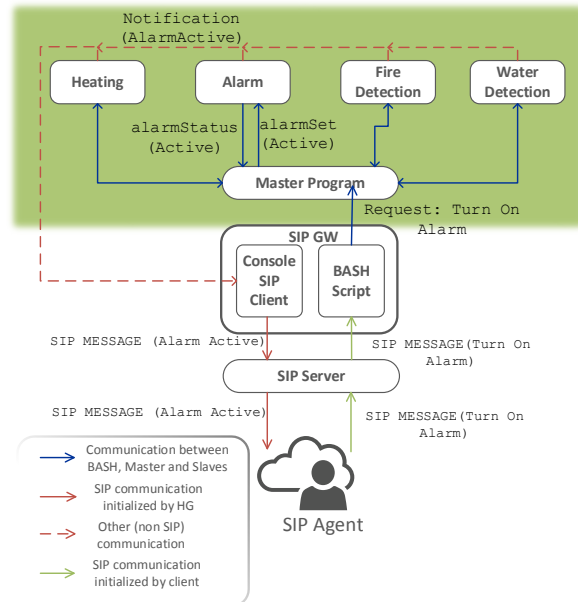 Notification
(AlarmActive)
Heating
Alarm
Fire
Detection
Water
Detection
alarmStatus
(Active)
alarmSet
(Active)
Master Program
Request: Turn On
Alarm
SIP GW
Console
SIP
Client
BASH
Script
SIP MESSAGE (Alarm Active)
SIP MESSAGE(Turn On
Alarm)
SIP Server
SIP MESSAGE (Alarm Active)
SIP MESSAGE(Turn On
Alarm)
SIP Agent
Communication between
BASH, Master and Slaves
SIP communication
initialized by HG
Other (non SIP)
communication
SIP communication
initialized by client